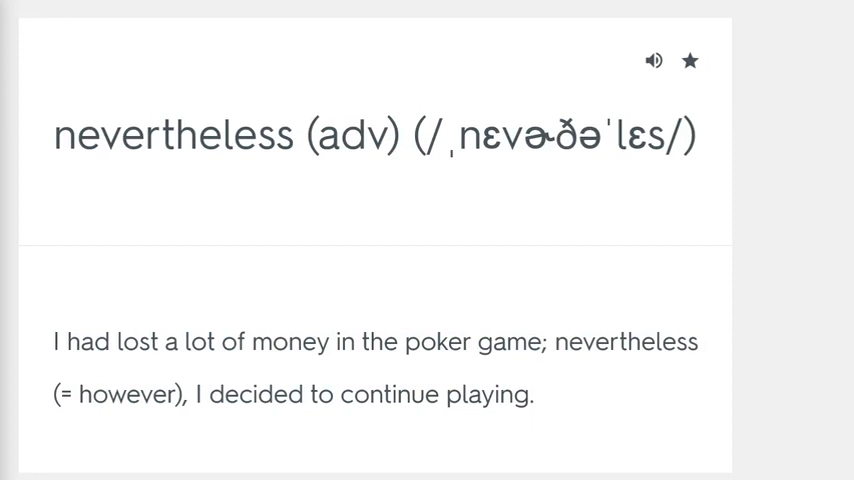 nevertheless (adv) (/ˌnɛvɚðəˈlɛs/)
I had lost a lot of money in the poker game; nevertheless
(= however), I decided to continue playing.